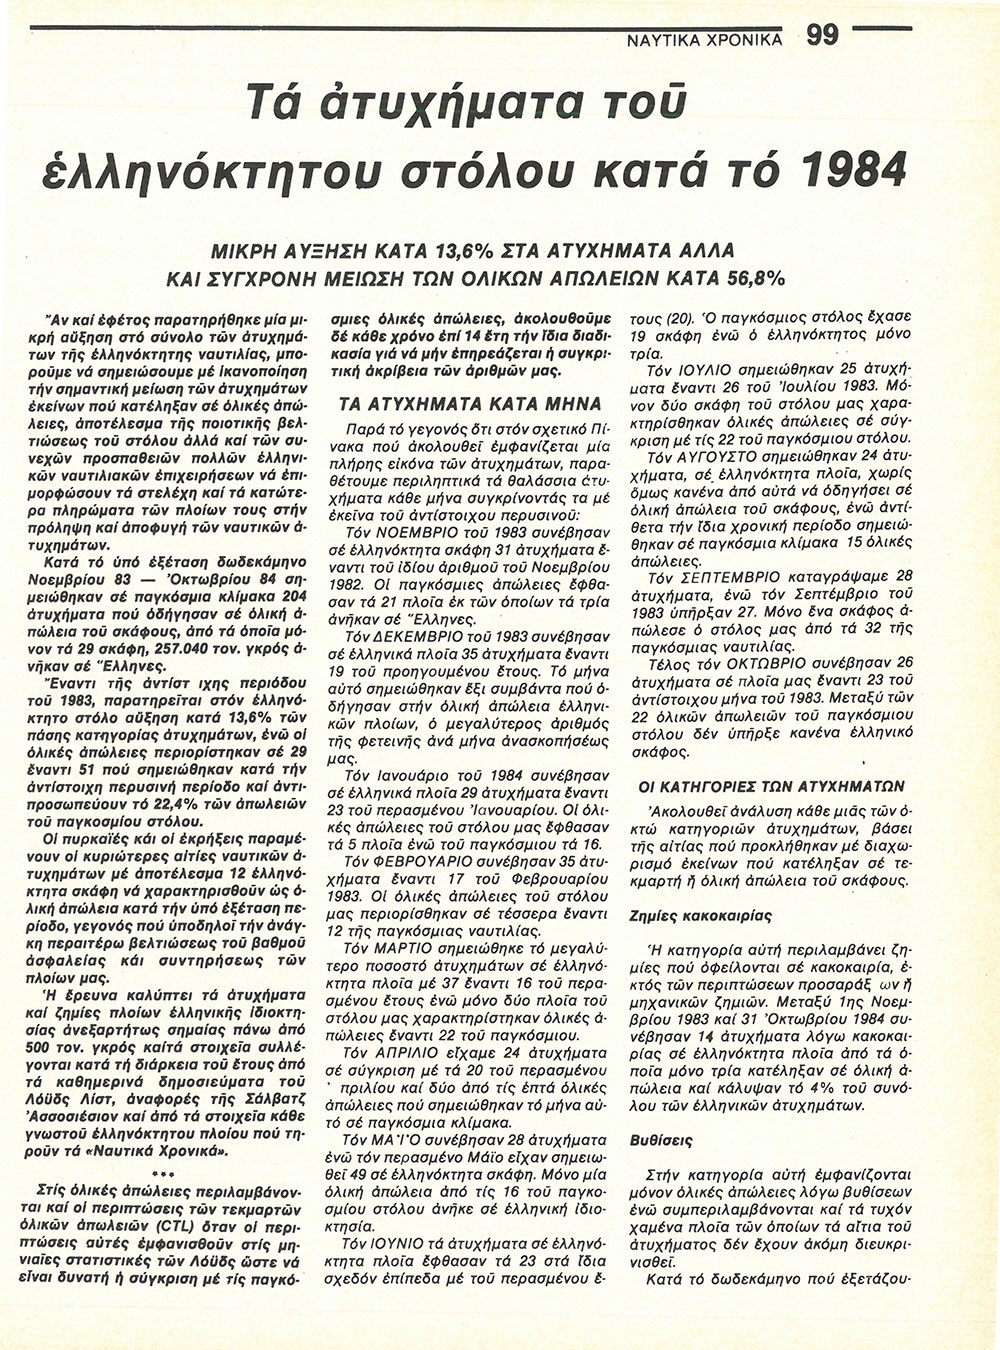 ΝΑΥΤΙΚΑ ΧΡΟΝΙΚΑ 99
Τά ἀτυχήματα τοῦ
ἑλληνόκτητου στόλου κατά τό 1984
ΜΙΚΡΗ ΑΥΞΗΣΗ ΚΑΤΑ 13,6% ΣΤΑ ΑΤΥΧΗΜΑΤΑ ΑΛΛΑ
ΚΑΙ ΣΥΓΧΡΟΝΗ ΜΕΙΩΣΗ ΤΩΝ ΟΛΙΚΩΝ ΑΠΩΛΕΙΩΝ ΚΑΤΑ 56,8%
Ἄν καί ἐφέτος παρατηρήθηκε μία μι-
κρή αὔξηση στό σύνολο τῶν ἀτυχημά-
των τῆς ἑλληνόκτητης ναυτιλίας, μπο-
ροῦμε νά σημειώσουμε μέ ἱκανοποίηση
τήν σημαντική μείωση τῶν ἀτυχημάτων
ἐκείνων πού κατέληξαν σέ ὁλικές ἀπώ-
λειες, ἀποτέλεσμα τῆς ποιοτικῆς βελ-
τιώσεως τοῦ στόλου ἀλλά καί τῶν συ-
νεχῶν προσπαθειῶν πολλῶν ἑλληνι-
κῶν ναυτιλιακῶν ἐπιχειρήσεων νά ἐπι-
μορφώσουν τά στελέχη καί τά κατώτε-
ρα πληρώματα τῶν πλοίων τους στήν
πρόληψη καί ἀποφυγή τῶν ναυτικῶν ἀ-
τυχημάτων.
Κατά τό ὑπό ἐξέταση δωδεκάμηνο
Νοεμβρίου 83 — Ὀκτωβρίου 84 ση-
μειώθηκαν σέ παγκόσμια κλίμακα 204
ἀτυχήματα πού ὁδήγησαν σέ ὁλική ἀ-
πώλεια τοῦ σκάφους, ἀπό τά ὁποῖα μό-
νον τά 29 σκάφη, 257.040 τον. γκρός ἀ-
νῆκαν σέ Ἕλληνες.
Ἔναντι τῆς ἀντίστ ιχης περιόδου
τοῦ 1983, παρατηρεῖται στόν ἑλληνό-
κτητο στόλο αὔξηση κατά 13,6% τῶν
πάσης κατηγορίας ἀτυχημάτων, ἐνῶ οἱ
ὁλικές ἀπώλειες περιορίστηκαν σέ 29
ἔναντι 51 πού σημειώθηκαν κατά τήν
ἀντίστοιχη περυσινή περίοδο καί ἀντι-
προσωπεύουν τό 22,4% τῶν ἀπωλειῶν
τοῦ παγκοσμίου στόλου.
Οἱ πυρκαϊές κάι οἱ ἐκρήξεις παραμέ-
νουν οἱ κυριώτερες αἰτίες ναυτικῶν ἀ-
τυχημάτων μέ ἀποτέλεσμα 12 ἑλληνό-
κτητα σκάφη νά χαρακτηρισθοῦν ὡς ὁ-
λική ἀπώλεια κατά τήν ὑπό ἐξέταση πε-
ρίοδο, γεγονός πού ὑποδηλοῖ τήν ἀνάγ-
κη περαιτέρω βελτιώσεως τοῦ βαθμοῦ
ἀσφαλείας κάι συντηρήσεως τῶν
πλοίων μας.
Ἡ ἔρευνα καλύπτει τά ἀτυχήματα
καί ζημίες πλοίων ἑλληνικῆς ἰδιοκτη-
σίας ἀνεξαρτήτως σημαίας πάνω ἀπό
500 τον. γκρός καίτά στοιχεῖα συλλέ-
γονται κατά τή διάρκεια τοῦ ἔτους ἀπό
τά καθημερινά δημοσιεύματα τοῦ
Λόϋδς Λίστ, ἀναφορές τῆς Σάλβατζ
Ἀσσοσιέσιον καί ἀπό τά στοιχεῖα κάθε
γνωστοῦ ἑλληνόκτητου πλοίου πού τη-
ροῦν τά «Ναυτικά Χρονικά».
***
Στίς ὁλικές ἀπώλειες περιλαμβάνον-
ται καί οἱ περιπτώσεις τῶν τεκμαρτῶν
ὁλικῶν ἀπωλειῶν (CTL) ὅταν οἱ περι-
πτώσεις αὐτές ἐμφανισθοῦν στίς μη-
νιαῖες στατιστικές τῶν Λόϋδς ὥστε νά
εἶναι δυνατή ἡ σύγκριση μέ τίς παγκό-
σμιες ὁλικές ἀπώλειες, ἀκολουθοῦμε
δέ κάθε χρόνο ἐπί 14 ἔτη τήν ἴδια διαδι-
κασία γιά νά μήν ἐπηρεάζεται ἡ συγκρι-
τική ἀκρίβεια τῶν ἀριθμῶν μας.
ΤΑ ΑΤΥΧΗΜΑΤΑ ΚΑΤΑ ΜΗΝΑ
Παρά τό γεγονός ὅτι στόν σχετικό Πί-
νακα πού ἀκολουθεῖ ἐμφανίζεται μία
πλήρης εἰκόνα τῶν ἀτυχημάτων, παρα-
θέτουμε περιληπτικά τά θαλάσσια ἀτυ-
χήματα κάθε μήνα συγκρίνοντάς τα μέ
ἐκεῖνα τοῦ ἀντίστοιχου περυσινοῦ:
Τόν ΝΟΕΜΒΡΙΟ τοῦ 1983 συνέβησαν
σέ ἑλληνόκτητα σκάφη 31 ἀτυχήματα ἔ-
ναντι τοῦ ἰδίου ἀριθμοῦ τοῦ Νοεμβρίου
1982. Οἱ παγκόσμιες ἀπώλειες ἔφθα-
σαν τά 21 πλοῖα ἐκ τῶν ὁποίων τά τρία
ἀνῆκαν σέ Ἕλληνες.
Τόν ΔΕΚΕΜΒΡΙΟ τοῦ 1983 συνέβησαν
σέ ἑλληνικά πλοῖα 35 ἀτυχήματα ἔναντι
19 τοῦ προηγουμένου ἔτους. Τό μήνα
αὐτό σημειώθηκαν ἕξι συμβάντα πού ὁ-
δήγησαν στήν ὁλική ἀπώλεια ἑλληνι-
κῶν πλοίων, ὁ μεγαλύτερος ἀριθμός
τῆς φετεινῆς ἀνά μήνα ἀνασκοπήσεώς
μας.
Τόν Ιανουάριο τοῦ 1984 συνέβησαν
σέ ἑλληνικά πλοῖα 29 ἀτυχήματα ἔναντι
23 τοῦ περασμένου Ἰανουαρίου. Οἱ ὁλι-
κές ἀπώλειες τοῦ στόλου μας ἔφθασαν
τά 5 πλοῖα ἐνῶ τοῦ παγκοσμίου τά 16.
Τόν ΦΕΒΡΟΥΑΡΙΟ συνέβησαν 35 ἀτυ-
χήματα ἔναντι 17 τοῦ Φεβρουαρίου
1983. Οἱ ὁλικές ἀπώλειες τοῦ στόλου
μας περιορίσθηκαν σέ τέσσερα ἔναντι
12 τῆς παγκόσμιας ναυτιλίας.
Τόν ΜΑΡΤΙΟ σημειώθηκε τό μεγαλύ-
τερο ποσοστό ἀτυχημάτων σέ ἑλληνό-
κτητα πλοῖα μέ 37 ἔναντι 16 τοῦ περα-
σμένου ἔτους ἐνῶ μόνο δύο πλοῖα τοῦ
στόλου μας χαρακτηρίστηκαν ὁλικές ἀ-
πώλειες ἔναντι 22 τοῦ παγκόσμιου.
Τόν ΑΠΡΙΛΙΟ εἴχαμε 24 ἀτυχήματα
σέ σύγκριση μέ τά 20 τοῦ περασμένου
᾽πριλίου καί δύο ἀπό τίς ἑπτά ὁλικές
ἀπώλειες πού σημειώθηκαν τό μήνα αὐ-
τό σέ παγκόσμια κλίμακα.
Τόν ΜΑΪΟ συνέβησαν 28 ἀτυχήματα
ἐνῶ τόν περασμένο Μάϊο εἶχαν σημειω-
θεῖ 49 σέ ἑλληνόκτητα σκάφη. Μόνο μία
ὁλική ἀπώλεια ἀπό τίς 16 τοῦ παγκο-
σμίου στόλου ἀνῆκε σέ ἑλληνική ἰδιο-
κτησία.
Τόν ΙΟΥΝΙΟ τά ἀτυχήματα σέ ἑλληνό-
κτητα πλοῖα ἔφθασαν τά 23 στά ἴδια
σχεδόν ἐπίπεδα μέ τοῦ περασμένου ἔ-
τους (20). Ὁ παγκόσμιος στόλος ἔχασε
19 σκάφη ἐνῶ ὁ ἑλληνόκτητος μόνο
τρία.
Τόν ΙΟΥΛΙΟ σημειώθηκαν 25 ἀτυχή-
ματα ἔναντι 26 τοῦ Ἰουλίου 1983. Μό-
νον δύο σκάφη τοῦ στόλου μας χαρα-
κτηρίσθηκαν ὁλικές ἀπώλειες σέ σύγ-
κριση μέ τίς 22 τοῦ παγκόσμιου στόλου.
Τόν ΑΥΓΟΥΣΤΟ σημειώθηκαν 24 ἀτυ-
χήματα, σέ ἑλληνόκτητα πλοῖα, χωρίς
ὅμως κανένα ἀπό αὐτά νά ὁδηγήσει σέ
ὁλική ἀπώλεια τοῦ σκάφους, ἐνῶ ἀντί-
θετα τήν ἴδια χρονική περίοδο σημειώ-
θηκαν σέ παγκόσμια κλίμακα 15 ὁλικές
ἀπώλειες.
Τόν ΣΕΠΤΕΜΒΡΙΟ καταγράψαμε 28
ἀτυχήματα, ἐνῶ τόν Σεπτέμβριο τοῦ
1983 ὑπῆρξαν 27. Μόνο ἕνα σκάφος ἀ-
πώλεσε ὁ στόλος μας ἀπό τά 32 τῆς
παγκόσμιας ναυτιλίας.
Τέλος τόν ΟΚΤΩΒΡΙΟ συνέβησαν 26
ἀτυχήματα σέ πλοῖα μας ἔναντι 23 τοῦ
ἀντίστοιχου μήνα τοῦ 1983. Μεταξύ τῶν
22 ὁλικῶν ἀπωλειῶν τοῦ παγκοσμίου
στόλου δέν ὑπῆρξε κανένα ἑλληνικό
σκάφος.
ΟΙ ΚΑΤΗΓΟΡΙΕΣ ΤΩΝ ΑΤΥΧΗΜΑΤΩΝ
Ἀκολουθεῖ ἀνάλυση κάθε μιᾶς τῶν ὀ-
κτώ κατηγοριῶν ἀτυχημάτων, βάσει
τῆς αἰτίας πού προκλήθηκαν μέ διαχω-
ρισμό ἐκείνων πού κατέληξαν σέ τε-
κμαρτή ἤ ὁλική ἀπώλεια τοῦ σκάφους.
Ζημίες κακοκαιρίας
Ἡ κατηγορία αὐτή περιλαμβάνει ζη-
μίες πού ὀφείλονται σέ κακοκαιρία, ἐ-
κτός τῶν περιπτώσεων προσαράξ ων ἤ
μηχανικῶν ζημιῶν. Μεταξύ 1ης Νοεμ-
βρίου 1983 καί 31 Ὀκτωβρίου 1984 συ-
νέβησαν 14 ἀτυχήματα λόγω κακοκαι-
ρίας σέ ἑλληνόκτητα πλοῖα ἀπό τά ὁ-
ποῖα μόνο τρία κατέληξαν σέ ὁλική ἀ-
πώλεια καί κάλυψαν τό 4% τοῦ συνό-
λου τῶν ἑλληνικῶν ἀτυχημάτων.
Βυθίσεις
Στήν κατηγορία αὐτή ἐμφανίζονται
μόνον ὁλικές ἀπώλειες λόγω βυθίσεων
ἐνῶ συμπεριλαμβάνονται καί τά τυχόν
χαμένα πλοῖα τῶν ὁποίων τά αἴτια τοῦ
ἀτυχήματος δέν ἔχουν ἀκόμη διευκρι-
νισθεῖ.
Κατά τό δωδεκάμηνο πού ἐξετάζου-